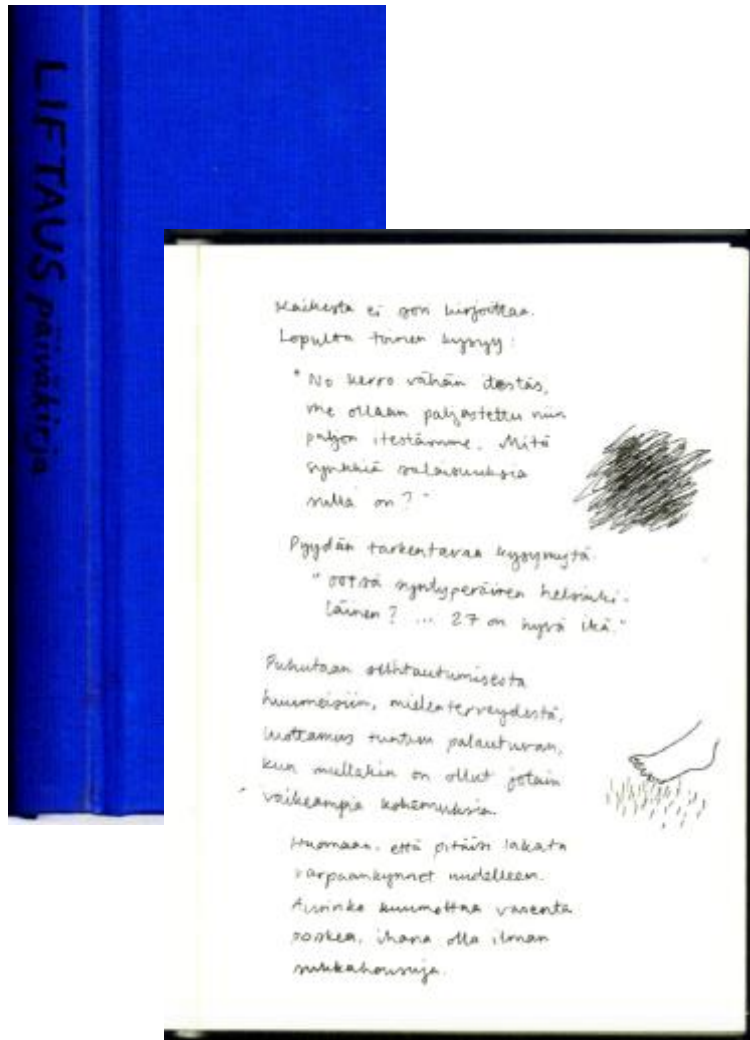 LIFTAUS päiväkirja
Kaikesta ei voi kirjoittaa.
Lopulta toinen kysyy:
"No kerro vähän itestäs,
me ollaan paljastettu niin
paljon itestämme. Mitä
synkkiä salaisuuksia
sulla on?"
Pyydän tarkentavaa kysymystä.
"ootsä syntyperäinen helsinki-
läinen? ... 27 on hyvä ikä."
Puhutaan suhtautumisesta
huumeisiin, mielenterveydestä,
luottamus tuntuu palautuvan,
kun mullakin on ollut jotain
vaikeampia kokemuksia.
Huomaan, että pitäisi lakata
varpaankynnet uudelleen.
Aurinko kuumottaa vasenta
poskea, ihana olla ilman
sukkahousuja.